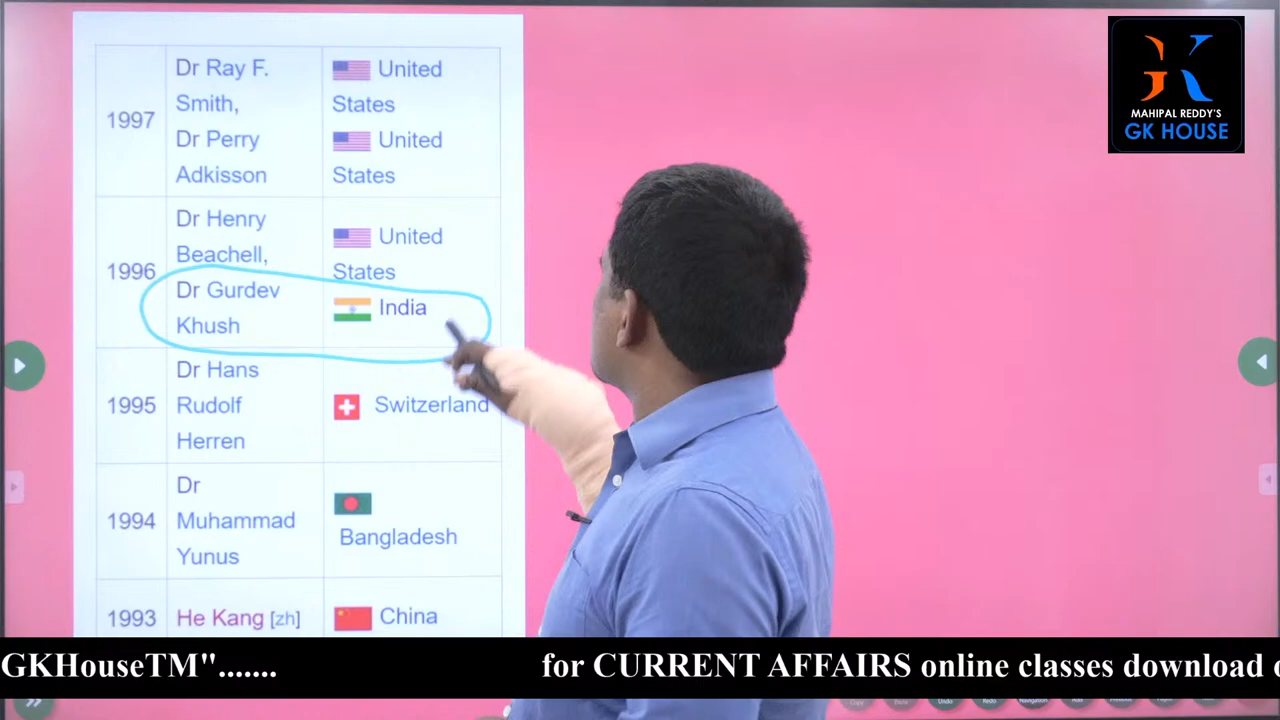 MAHIPAL REDDY'S
GK HOUSE
1997
Dr Ray F.
Smith,
Dr Perry
Adkisson
United
States
United
States
1996
Dr Henry
Beachell,
Dr Gurdev
Khush
United
States
India
1995
Dr Hans
Rudolf
Herren
Switzerland
1994
Dr
Muhammad
Yunus
Bangladesh
1993
He Kang [zh]
China
GKHouseTM"....... for CURRENT AFFAIRS online classes download